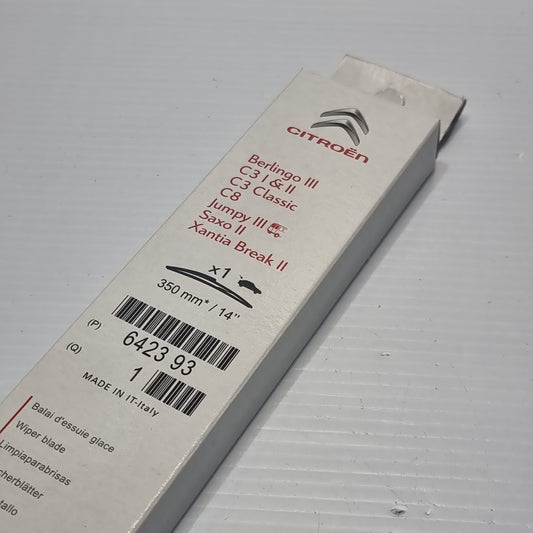 CITROËN
Berlingo III
C3 I & II
C3 Classic
C8
Jumpy III
Saxo II
Xantia Break II
x1
350 mm* / 14"
(P)
6423 93
(Q)
1
MADE IN IT-Italy
Balai d'essuie glace
Wiper blade
Limpiaparabrisas